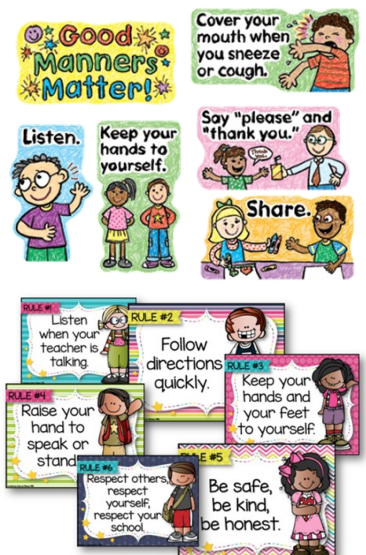 Good
Manners
Matter!
Cover your
mouth when
you sneeze
or cough.
Listen.
Keep your
hands to
yourself.
Say "please" and
"thank you."
Thank
you.
Share.
RULE #1
Listen
when your
teacher is
talking.
RULE #2
Follow
directions
quickly.
RULE #3
Keep your
hands and
your feet
to yourself.
RULE #4
Raise your
hand to
speak or
stand
RULE #5
Be safe,
be kind,
be honest.
RULE #6
Respect others,
respect
yourself,
respect your
school.